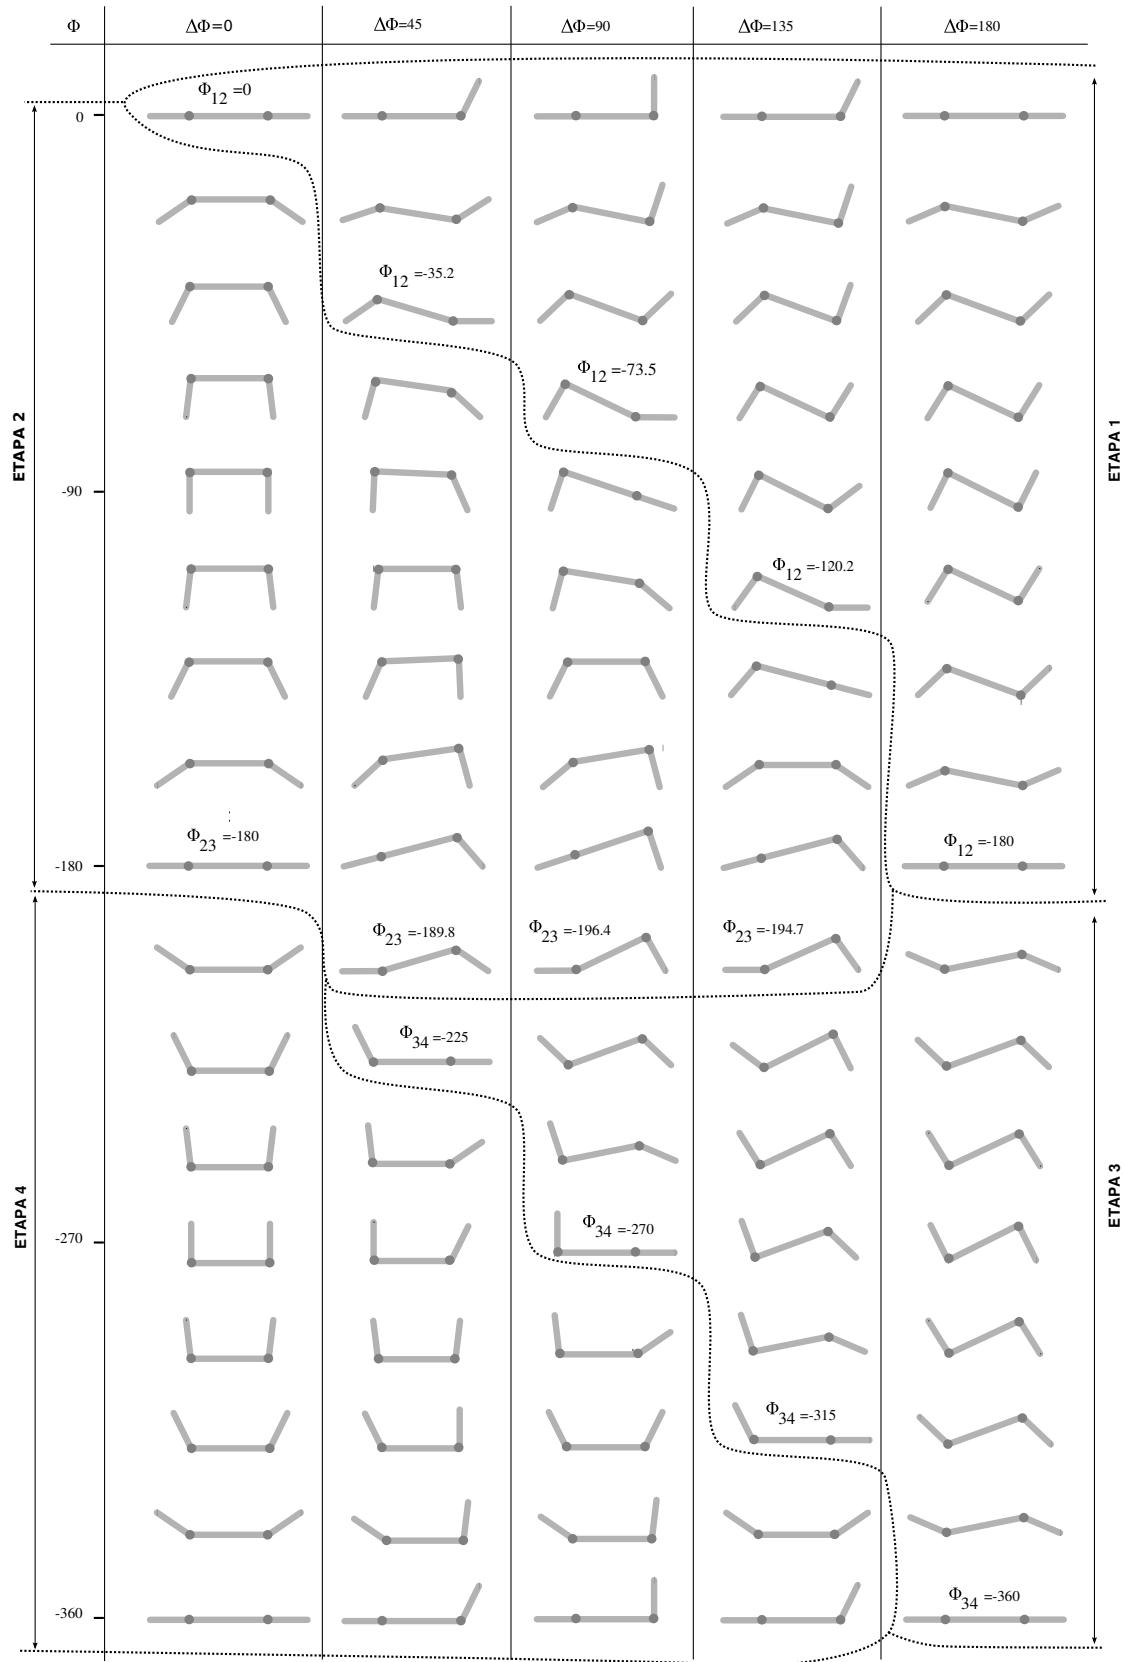 Φ ΔΦ=0 ΔΦ=45 ΔΦ=90 ΔΦ=135 ΔΦ=180
Φ12 =0
0
Φ12 =-35.2
Φ12 =-73.5
ETAPA 2
ETAPA 1
-90
Φ12 =-120.2
Φ23 =-180
Φ12 =-180
-180
Φ23 =-189.8
Φ23 =-196.4
Φ23 =-194.7
Φ34 =-225
ETAPA 4
ETAPA 3
Φ34 =-270
-270
Φ34 =-315
Φ34 =-360
-360